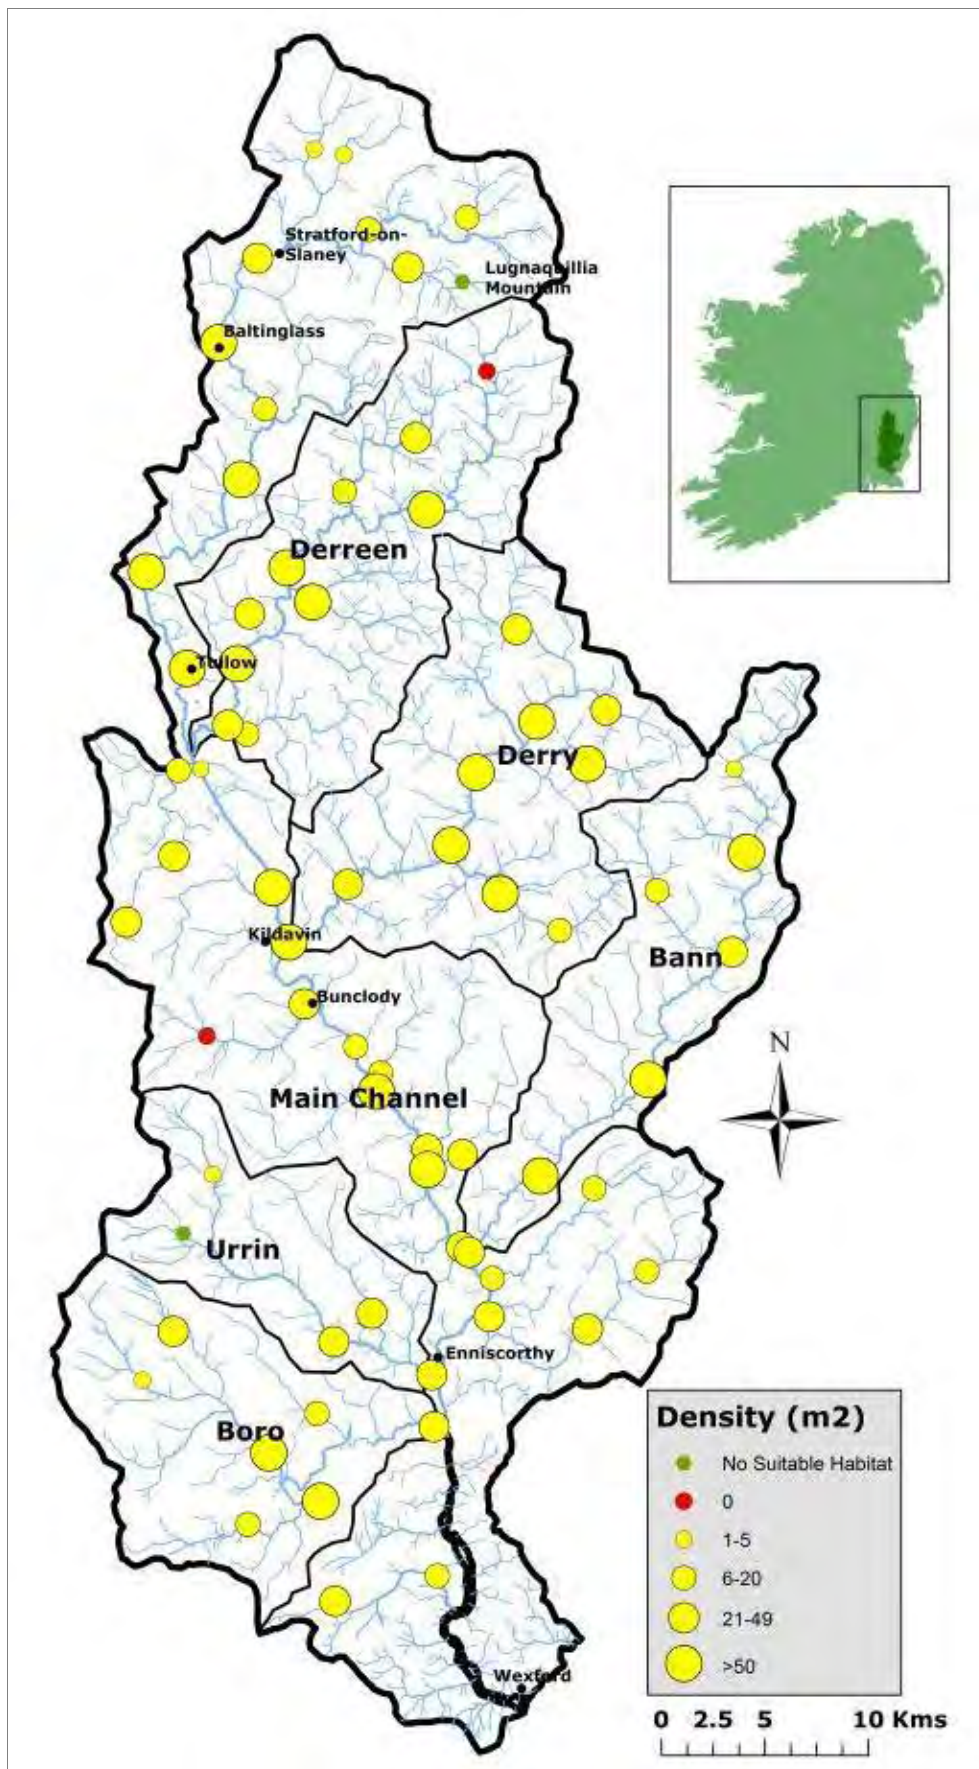 Stratford-on-
Slaney
Lugnaquillia
Mountain
Baltinglass
Derreen
Tullow
Derry
Kildavin
Bann
Bunclody
N
Main Channel
Urrin
Enniscorthy
Boro
Density (m2)
No Suitable Habitat
0
1-5
6-20
21-49
>50
Wexford
0 2.5 5 10 Kms